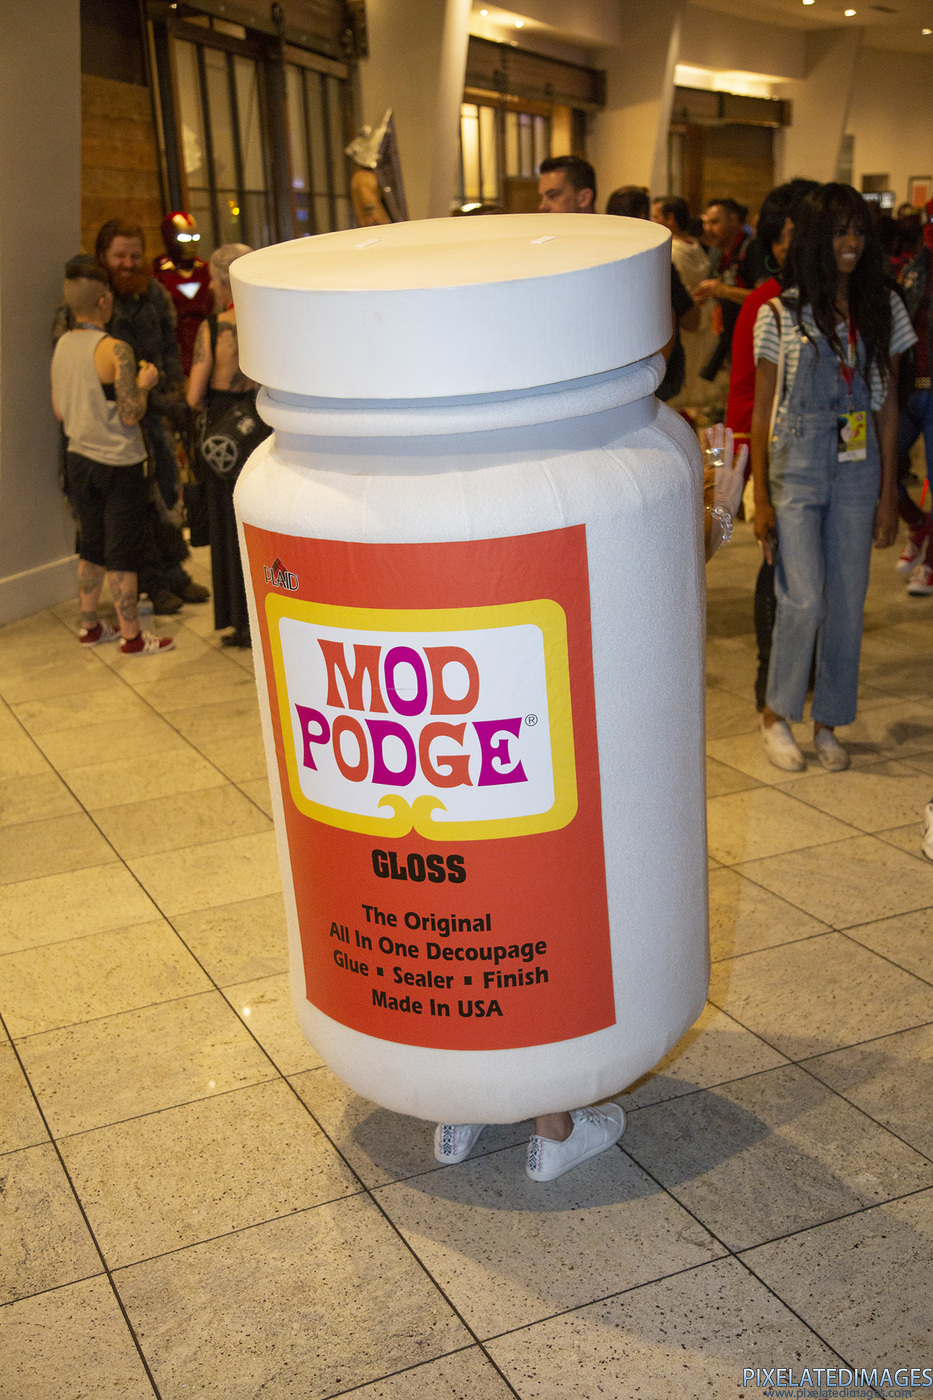 PLAID
MOD
PODGE®
GLOSS
The Original
All In One Decoupage
Glue ▪ Sealer ▪ Finish
Made In USA
PIXELATEDIMAGES
www.pixelatedimages.com